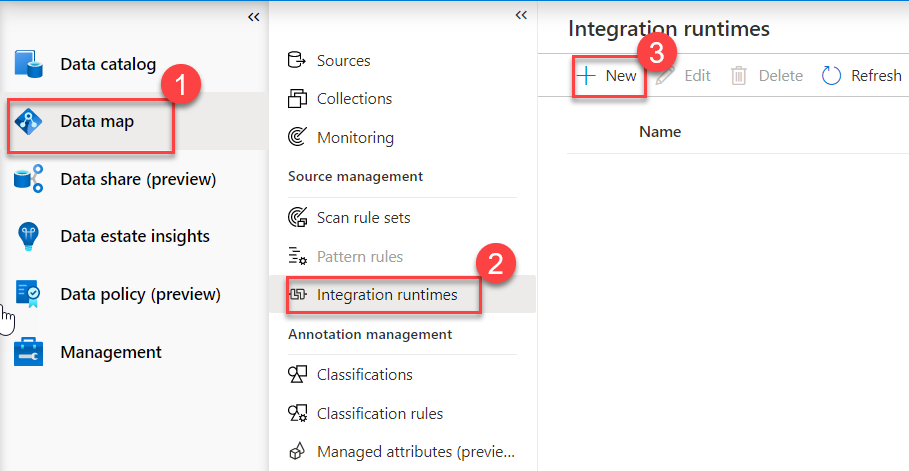 Data catalog
1
Data map
Data share (preview)
Data estate insights
Data policy (preview)
Management
Sources
Collections
Monitoring
Source management
Scan rule sets
Pattern rules
2
Integration runtimes
Annotation management
Classifications
Classification rules
Managed attributes (previe...
Integration runtimes
3
New Edit Delete Refresh
Name